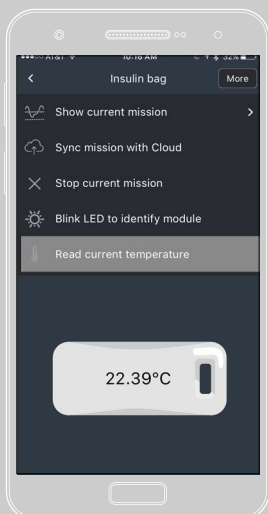 AT&T 10:16 AM 32%
Insulin bag
More
Show current mission
Sync mission with Cloud
Stop current mission
Blink LED to identify module
Read current temperature
22.39°C